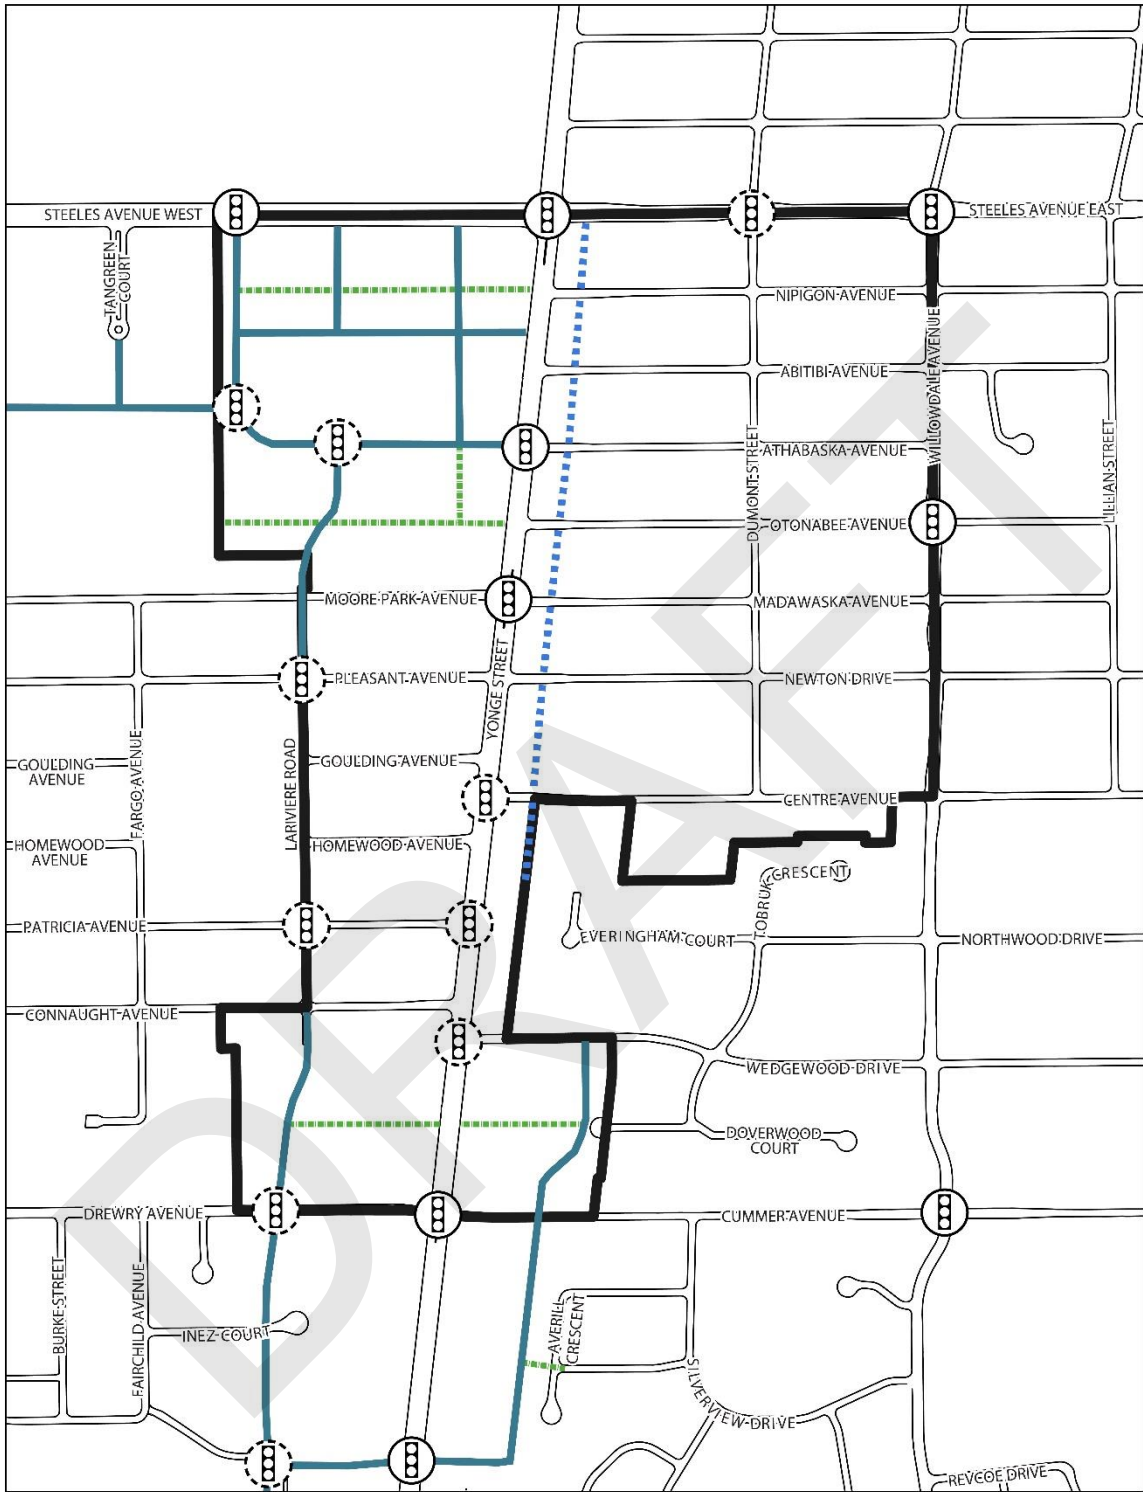 STEELES AVENUE WEST
STEELES AVENUE EAST
TANGREEN
COURT
NIPIGON AVENUE
WILLOWDALE AVENUE
ABITIBI AVENUE
DUMONT STREET
ATHABASKA AVENUE
LILLIAN STREET
OTONABEE AVENUE
MOORE PARK AVENUE
MADAWASKA AVENUE
YONGE STREET
PLEASANT AVENUE
NEWTON DRIVE
GOULDING
AVENUE
FARGO AVENUE
LARIVIERE ROAD
GOULDING AVENUE
CENTRE AVENUE
HOMEWOOD
AVENUE
HOMEWOOD AVENUE
TOBRUK
CRESCENT
PATRICIA AVENUE
EVERINGHAM COURT
NORTHWOOD DRIVE
CONNAUGHT AVENUE
WEDGEWOOD DRIVE
DOVERWOOD
COURT
DREWRY AVENUE
CUMMER AVENUE
BURKE STREET
FAIRCHILD AVENUE
INEZ COURT
AVERILL
CRESCENT
SILVERVIEW DRIVE
REVCOE DRIVE
DRAFT